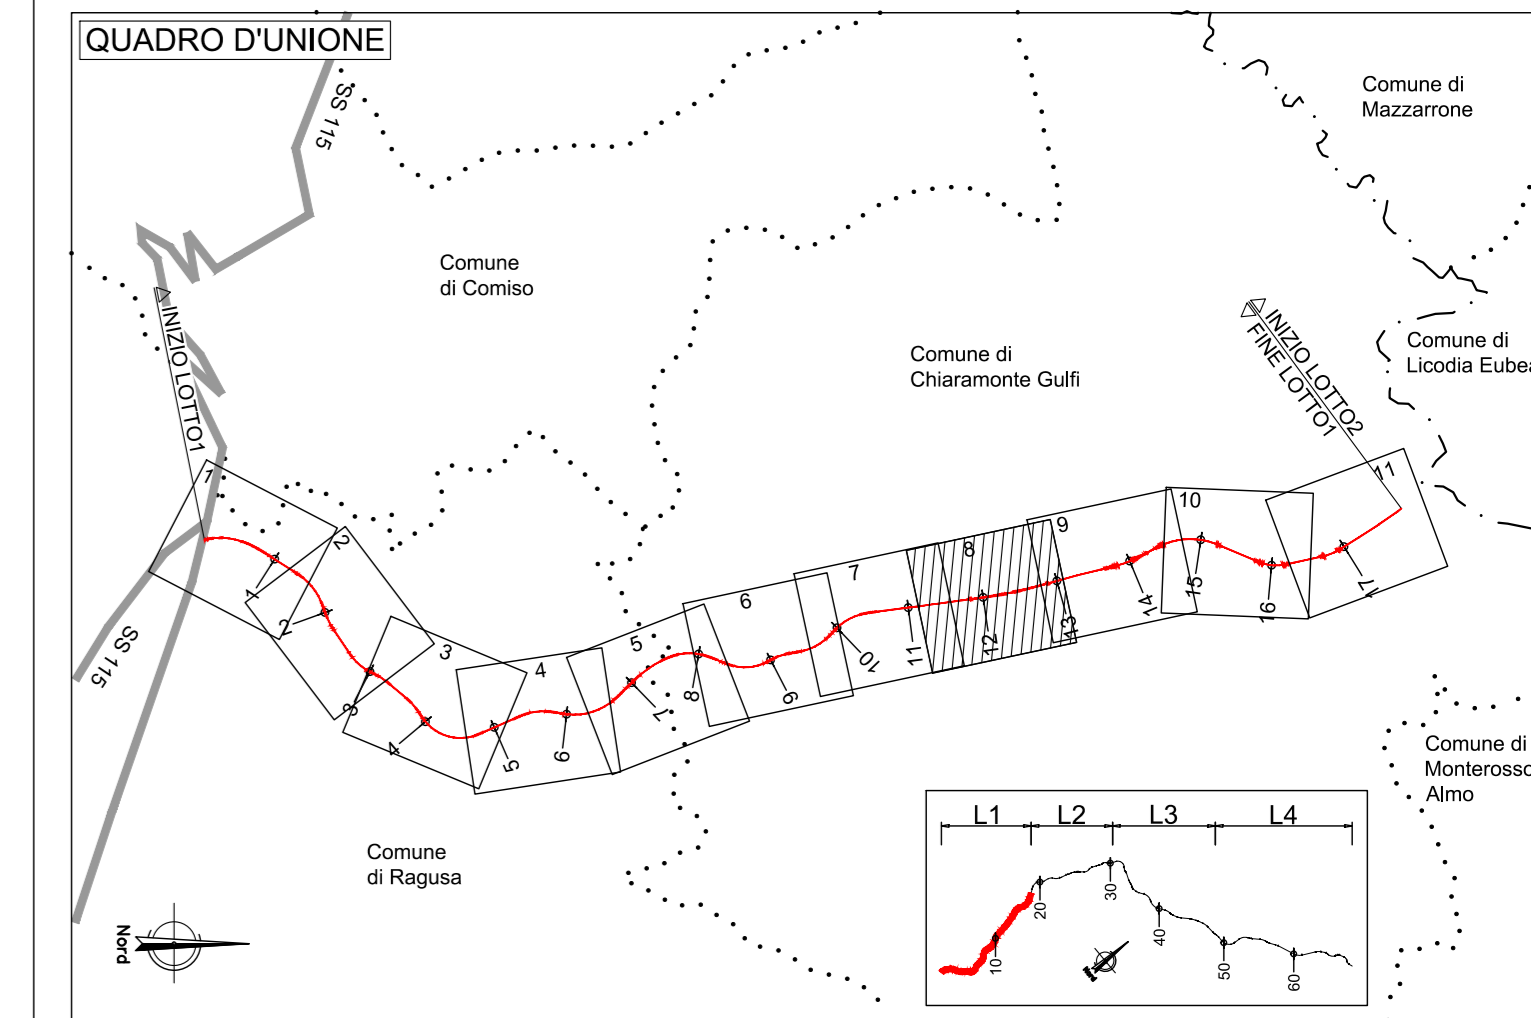 QUADRO D'UNIONE
SS 115
Comune di
Mazzarrone
Comune
di Comiso
INIZIO LOTTO1
Comune di
Chiaramonte Gulfi
INIZIO LOTTO2
FINE LOTTO1
Comune di
Licodia Eubea
1
2
3
4
5
6
7
8
9
10
11
1
2
3
4
5
6
7
8
9
10
11
12
13
14
15
16
17
SS 115
Comune di
Monterosso
Almo
Comune
di Ragusa
Nord
L1 L2 L3 L4
10
20
30
40
50
60